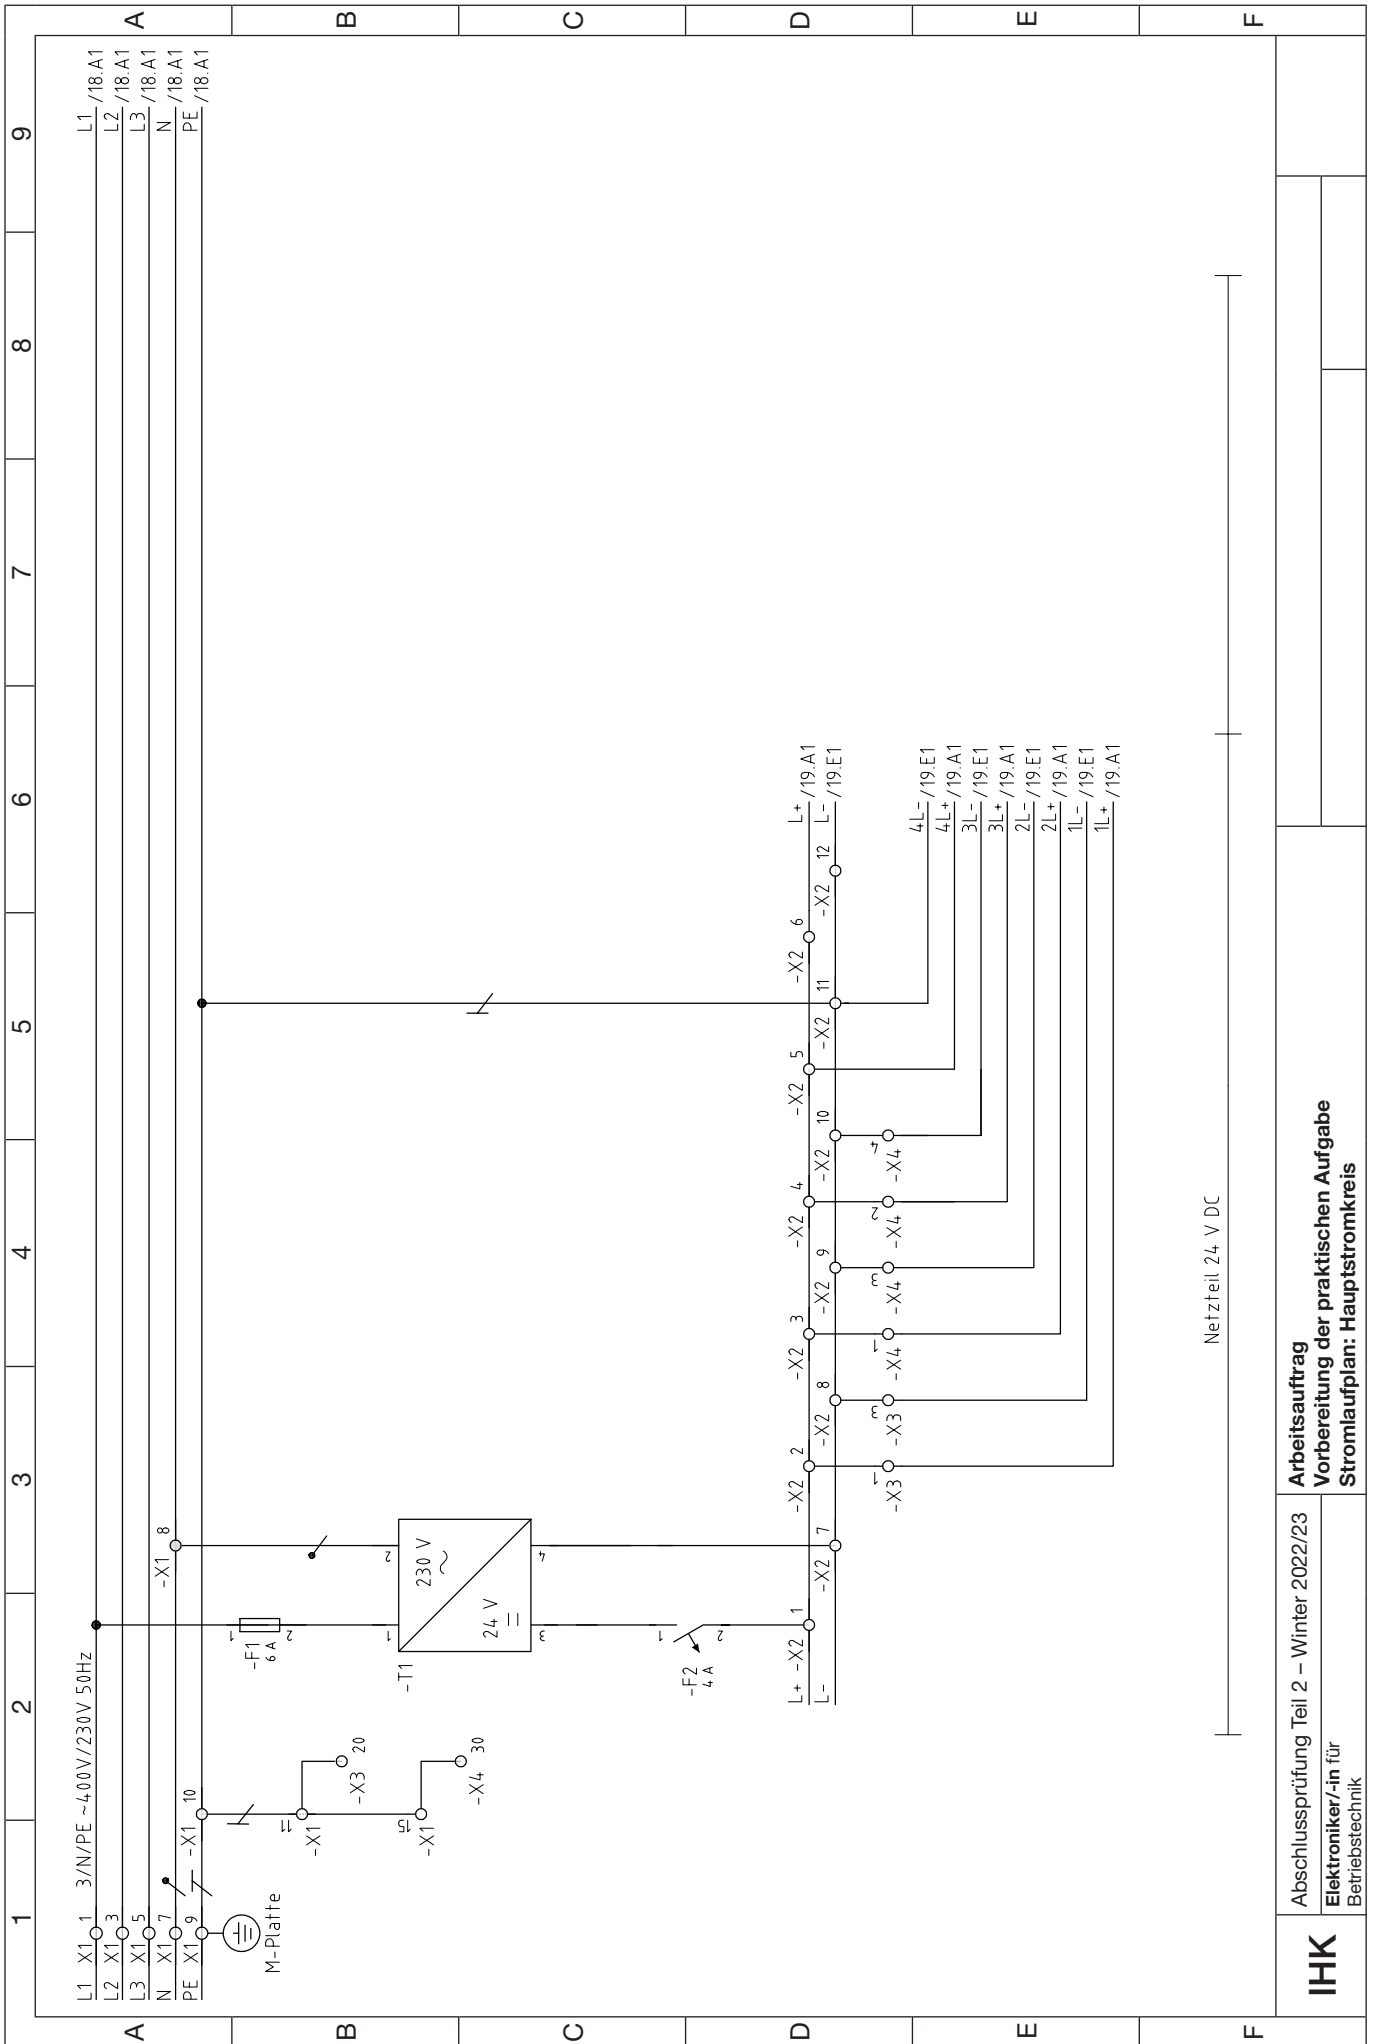 1 2 3 4 5 6 7 8 9
A A
B B
C C
D D
E E
F F
L1 X1 1 3/N/PE ~400V/230V 50Hz L1 /18.A1
L2 X1 3 L2 /18.A1
L3 X1 5 L3 /18.A1
N X1 7 -X1 8 N /18.A1
PE X1 9 -X1 10 PE /18.A1
M-Platte
11 -X1
-X3 20
15 -X1
-X4 30
1 -F1 6 A 2
-T1
1 2
230 V ~
24 V =
3 4
1 -F2 4 A 2
L+ -X2 1 -X2 2 -X2 3 -X2 4 -X2 5 -X2 6 L+ /19.A1
L- -X2 7 -X2 8 -X2 9 -X2 10 -X2 11 -X2 12 L- /19.E1
1 -X3 3 -X3 1 -X4 3 -X4 2 -X4 4 -X4
4L- /19.E1
4L+ /19.A1
3L- /19.E1
3L+ /19.A1
2L- /19.E1
2L+ /19.A1
1L- /19.E1
1L+ /19.A1
Netzteil 24 V DC
IHK
Abschlussprüfung Teil 2 – Winter 2022/23
Elektroniker/-in für
Betriebstechnik
Arbeitsauftrag
Vorbereitung der praktischen Aufgabe
Stromlaufplan: Hauptstromkreis